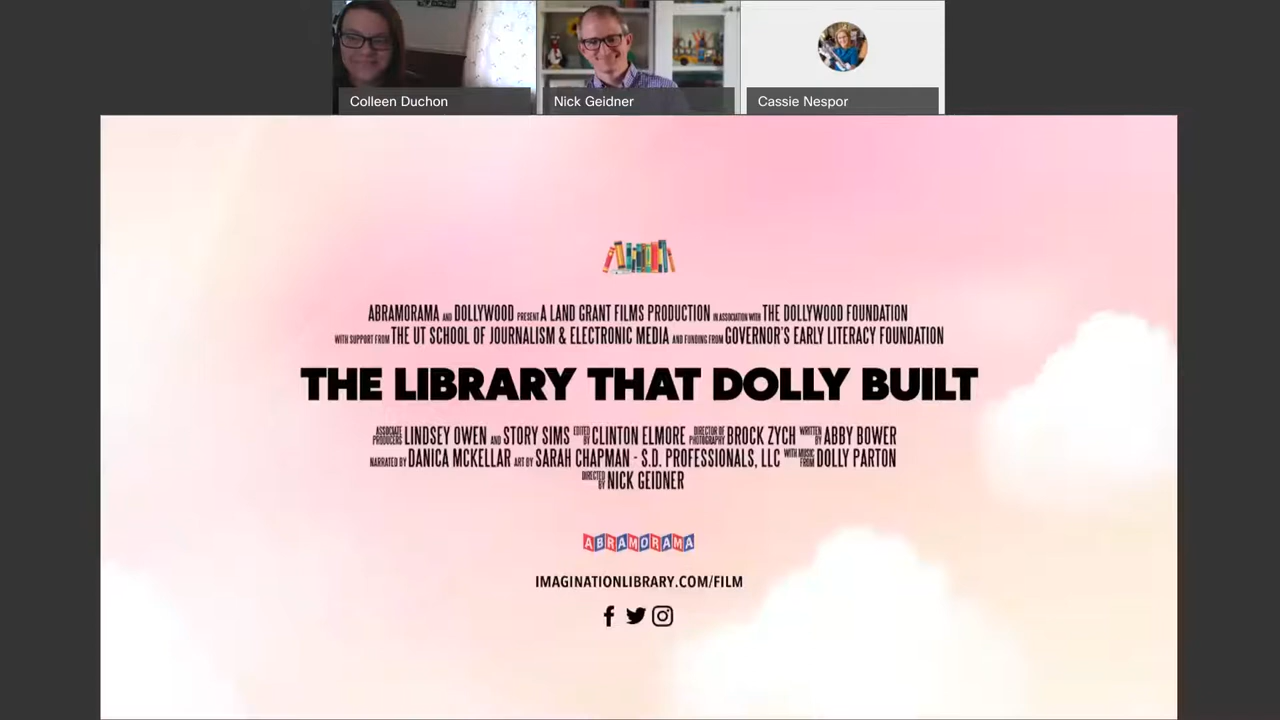 Colleen Duchon
Nick Geidner
Cassie Nespor
ABRAMORAMA AND DOLLYWOOD PRESENT A LAND GRANT FILMS PRODUCTION IN ASSOCIATION WITH THE DOLLYWOOD FOUNDATION
WITH SUPPORT FROM THE UT SCHOOL OF JOURNALISM & ELECTRONIC MEDIA AND FUNDING FROM GOVERNOR'S EARLY LITERACY FOUNDATION
THE LIBRARY THAT DOLLY BUILT
ASSOCIATE PRODUCERS LINDSEY OWEN AND STORY SIMS EDITED BY CLINTON ELMORE DIRECTOR OF PHOTOGRAPHY BROCK ZYCH WRITTEN BY ABBY BOWER
NARRATED BY DANICA MCKELLAR ART BY SARAH CHAPMAN - S.D. PROFESSIONALS, LLC WITH MUSIC FROM DOLLY PARTON
DIRECTED BY NICK GEIDNER
ABRAMORAMA
IMAGINATIONLIBRARY.COM/FILM